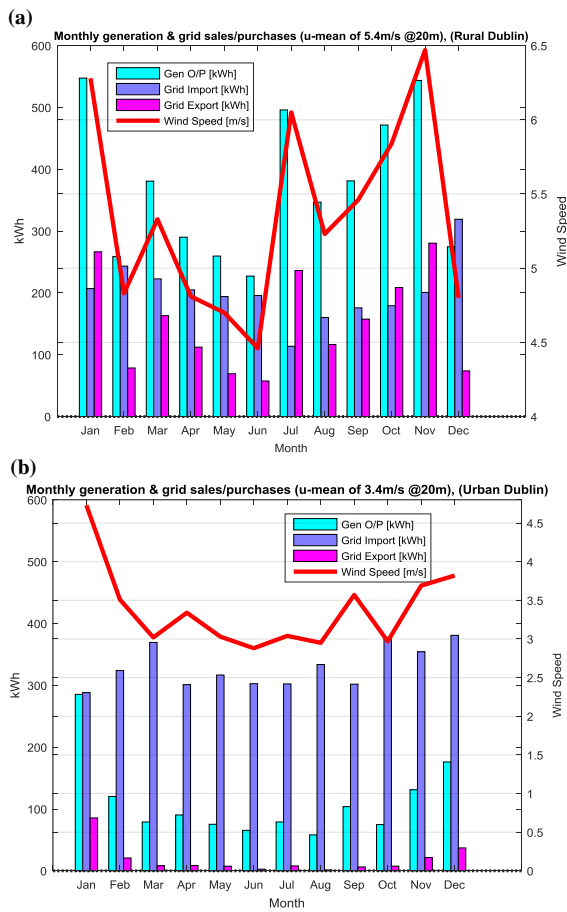 (a)
Monthly generation & grid sales/purchases (u-mean of 5.4m/s @20m), (Rural Dublin)
600
500
400
300
200
100
0
kWh
Gen O/P [kWh]
Grid Import [kWh]
Grid Export [kWh]
Wind Speed [m/s]
6.5
6
5.5
5
4.5
4
Wind Speed
Jan Feb Mar Apr May Jun Jul Aug Sep Oct Nov Dec
Month
(b)
Monthly generation & grid sales/purchases (u-mean of 3.4m/s @20m), (Urban Dublin)
600
500
400
300
200
100
0
kWh
Gen O/P [kWh]
Grid Import [kWh]
Grid Export [kWh]
Wind Speed [m/s]
4.5
4
3.5
3
2.5
2
1.5
1
0.5
0
Wind Speed
Jan Feb Mar Apr May Jun Jul Aug Sep Oct Nov Dec
Month